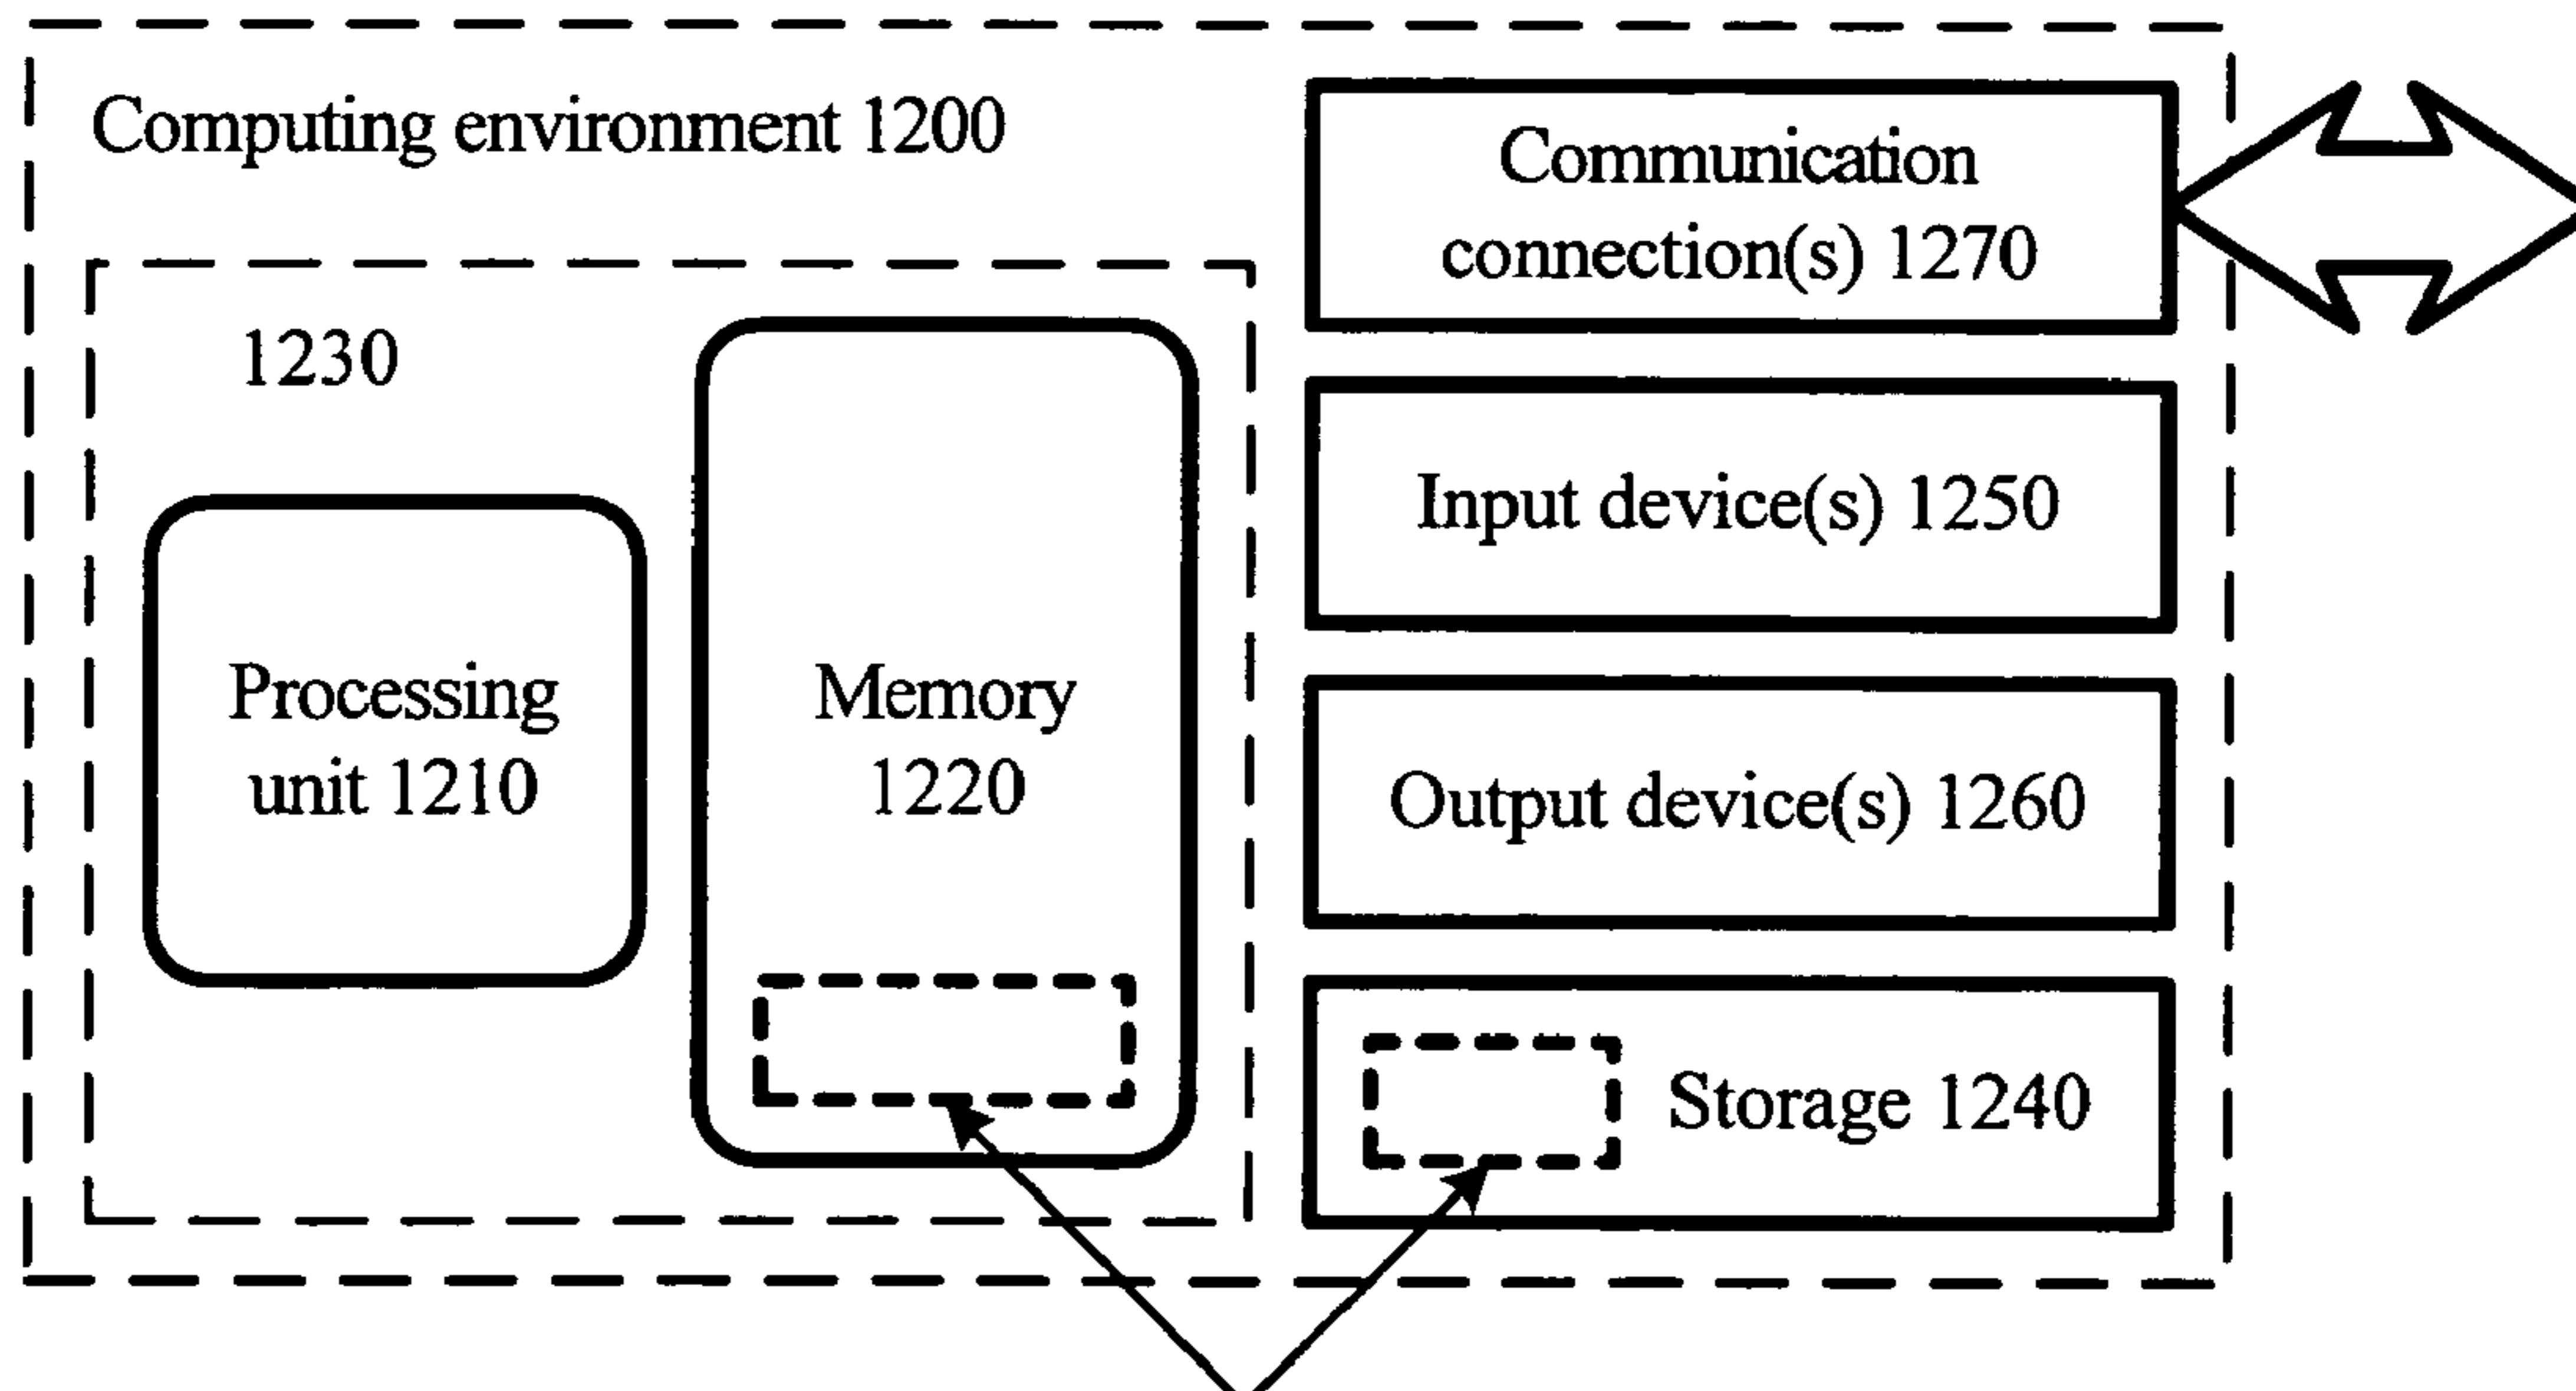 Computing environment 1200
Communication
connection(s) 1270
1230
Input device(s) 1250
Processing
unit 1210
Memory
1220
Output device(s) 1260
Storage 1240